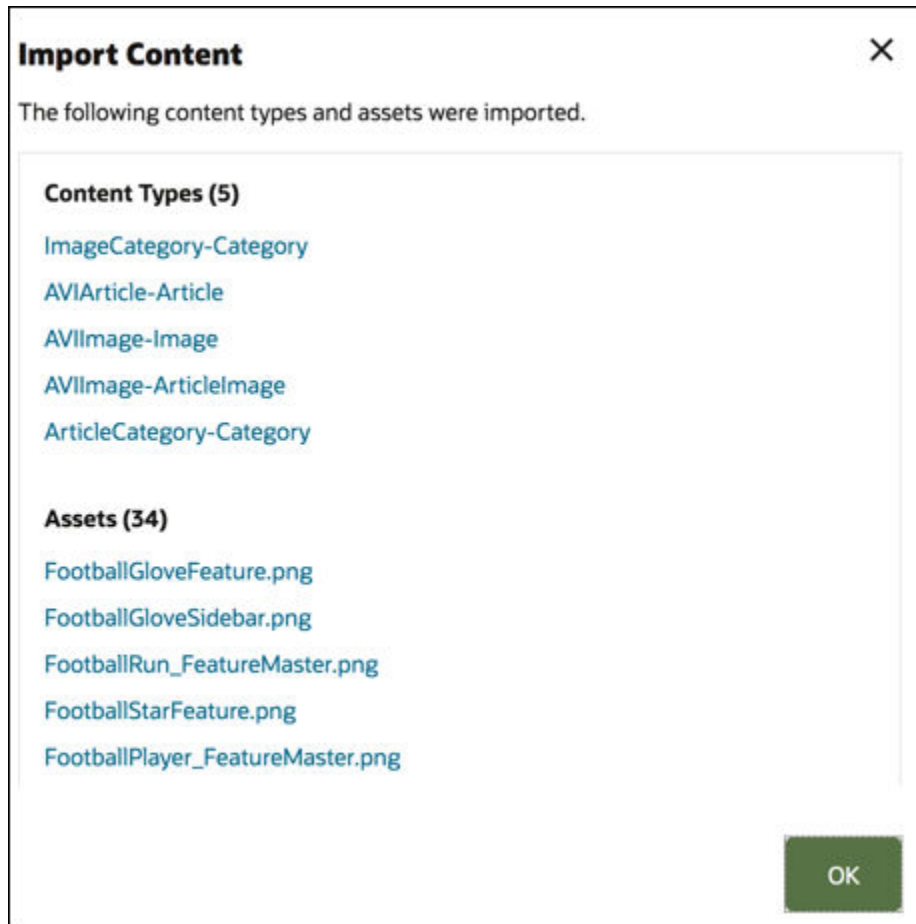 Import Content
The following content types and assets were imported.
Content Types (5)
ImageCategory-Category
AVIArticle-Article
AVIImage-Image
AVIImage-ArticleImage
ArticleCategory-Category
Assets (34)
FootballGloveFeature.png
FootballGloveSidebar.png
FootballRun_FeatureMaster.png
FootballStarFeature.png
FootballPlayer_FeatureMaster.png
OK